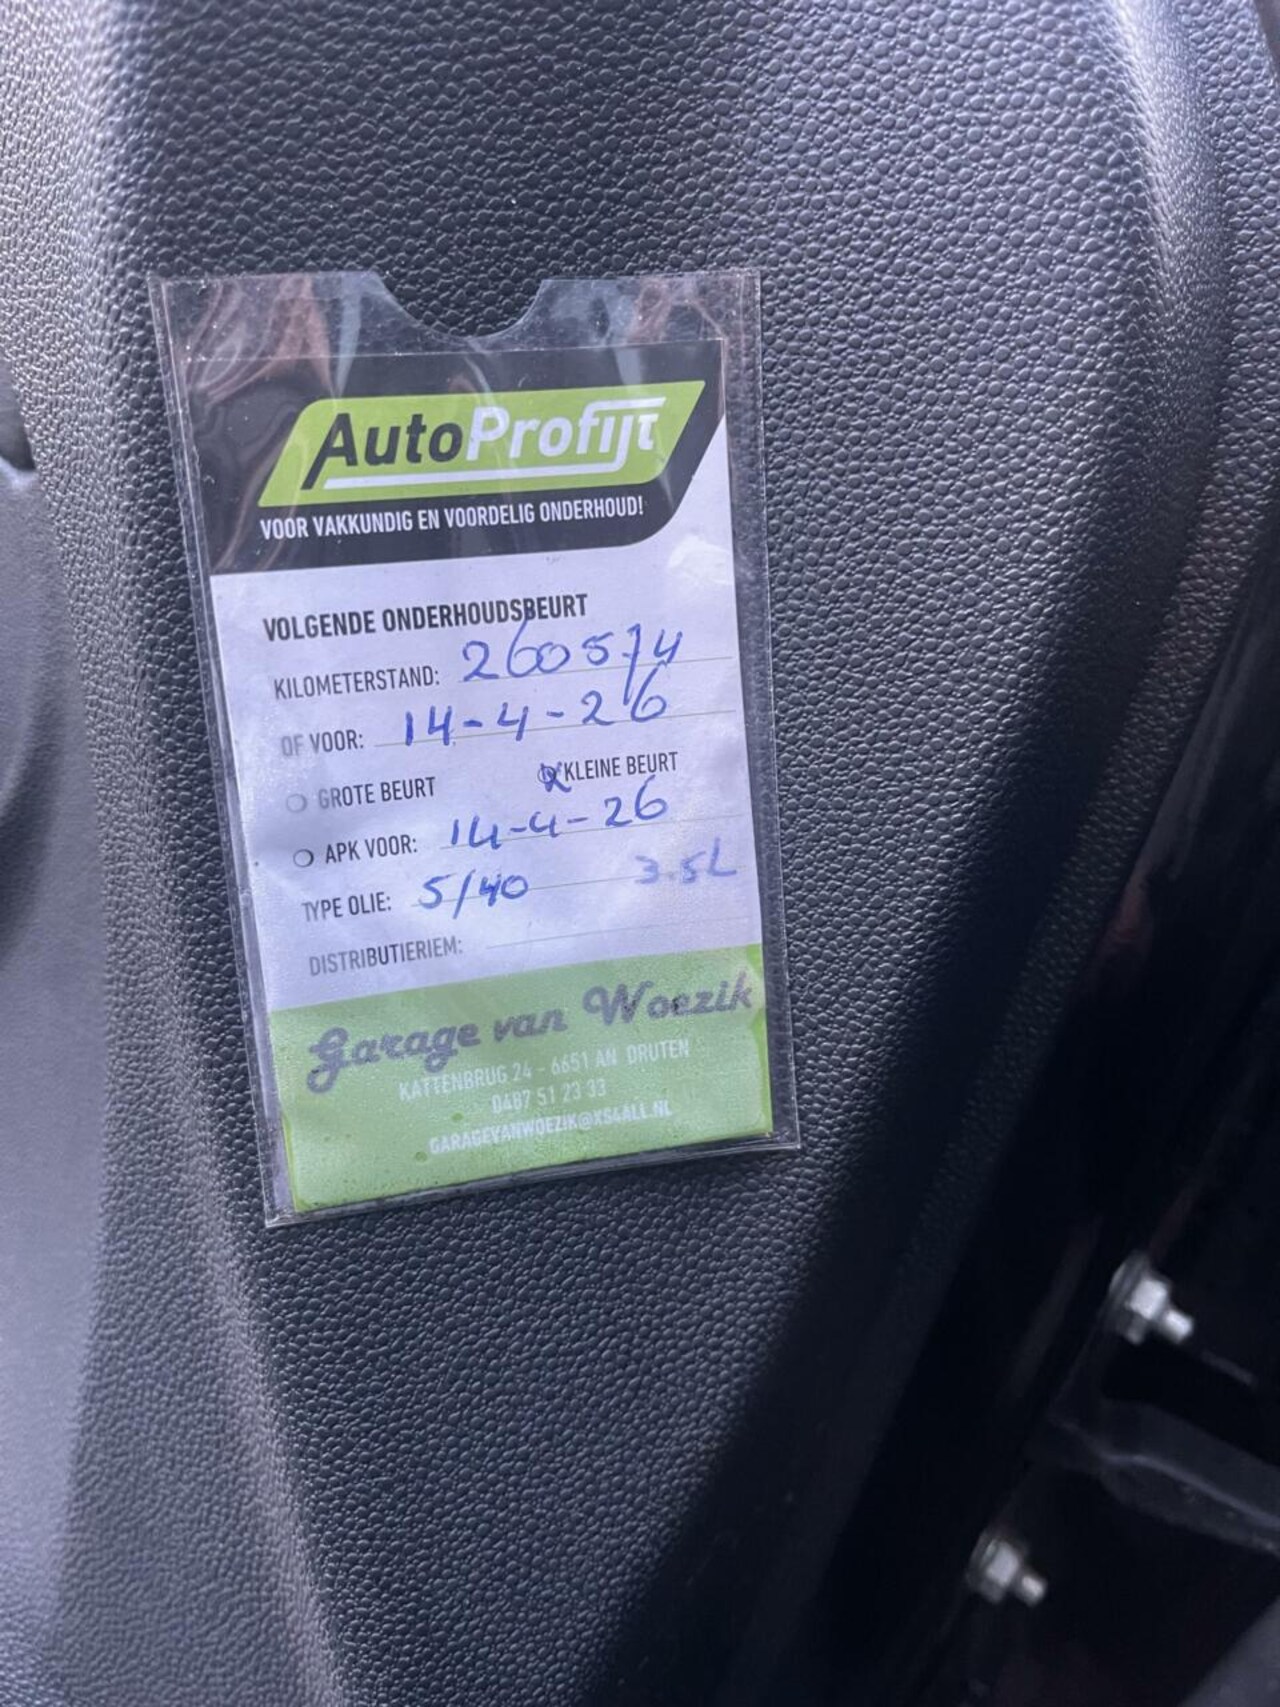 AutoProfijt
VOOR VAKKUNDIG EN VOORDELIG ONDERHOUD!
VOLGENDE ONDERHOUDSBEURT
KILOMETERSTAND: 260574
OF VOOR: 14-4-26
GROTE BEURT X KLEINE BEURT
APK VOOR: 14-4-26
TYPE OLIE: 5/40 3.5L
DISTRIBUTIERIEM:
Garage van Woezik
KATTENBRUG 24 - 6651 AN DRUTEN
0487 51 23 33
GARAGEVANWOEZIK@XS4ALL.NL